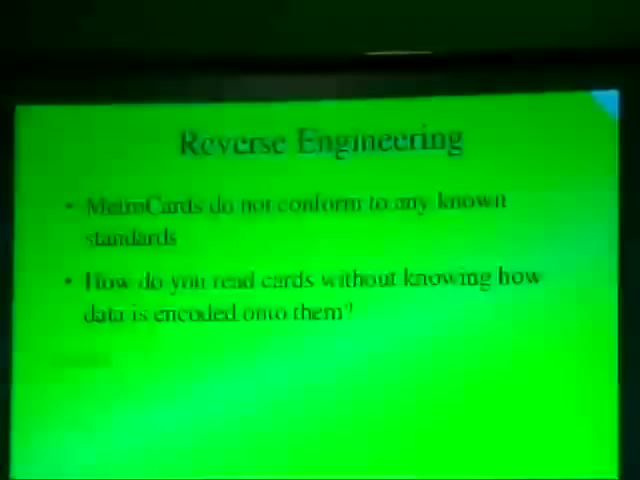 Reverse Engineering
• MetroCards do not conform to any known
standards
• How do you read cards without knowing how
data is encoded onto them?